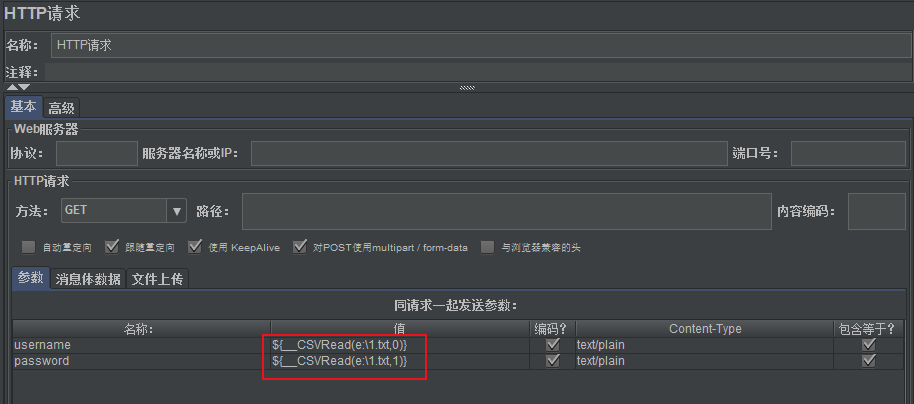 HTTP请求
名称: HTTP请求
注释:
基本 高级
Web服务器
协议: 服务器名称或IP: 端口号:
HTTP请求
方法: GET 路径: 内容编码:
自动重定向 跟随重定向 使用 KeepAlive 对POST使用multipart / form-data 与浏览器兼容的头
参数 消息体数据 文件上传
同请求一起发送参数:
名称: 值 编码? Content-Type 包含等于?
username ${__CSVRead(e:\1.txt,0)} text/plain
password ${__CSVRead(e:\1.txt,1)} text/plain